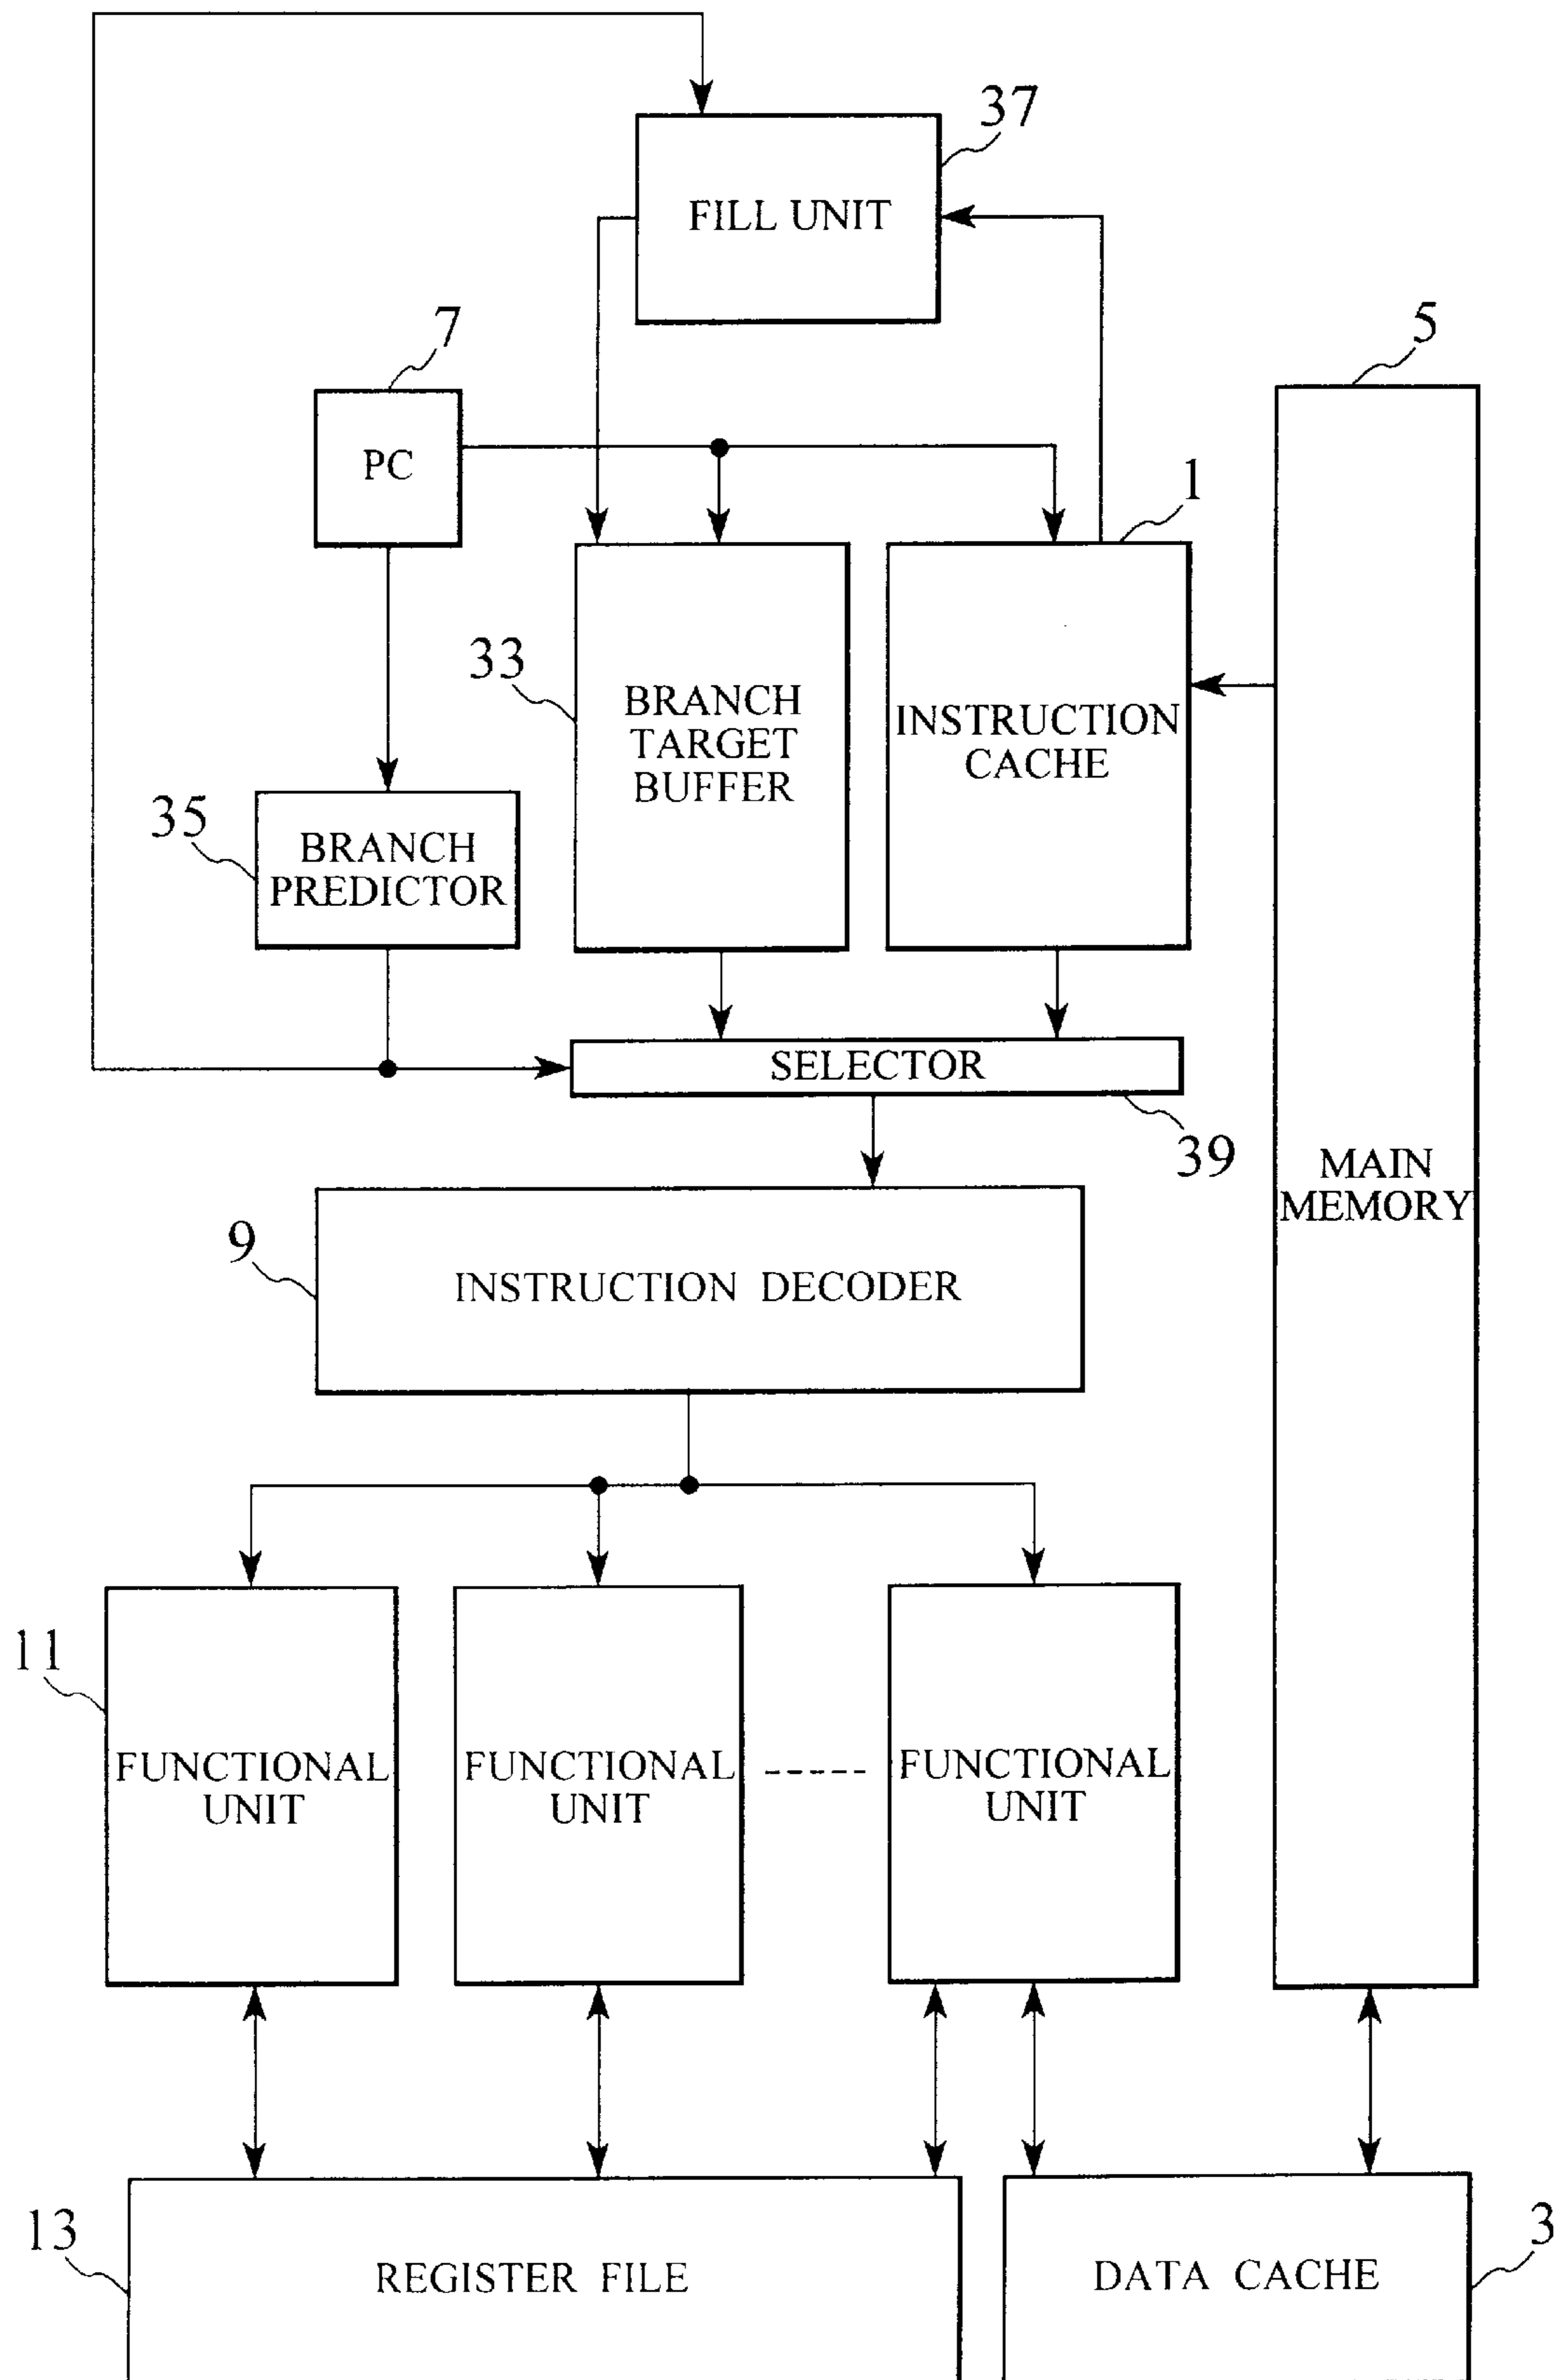 37
FILL UNIT
7
5
PC
1
33
BRANCH
TARGET
BUFFER
INSTRUCTION
CACHE
35
BRANCH
PREDICTOR
SELECTOR
39
MAIN
MEMORY
9
INSTRUCTION DECODER
11
FUNCTIONAL
UNIT
FUNCTIONAL
UNIT
FUNCTIONAL
UNIT
13
REGISTER FILE
DATA CACHE
3